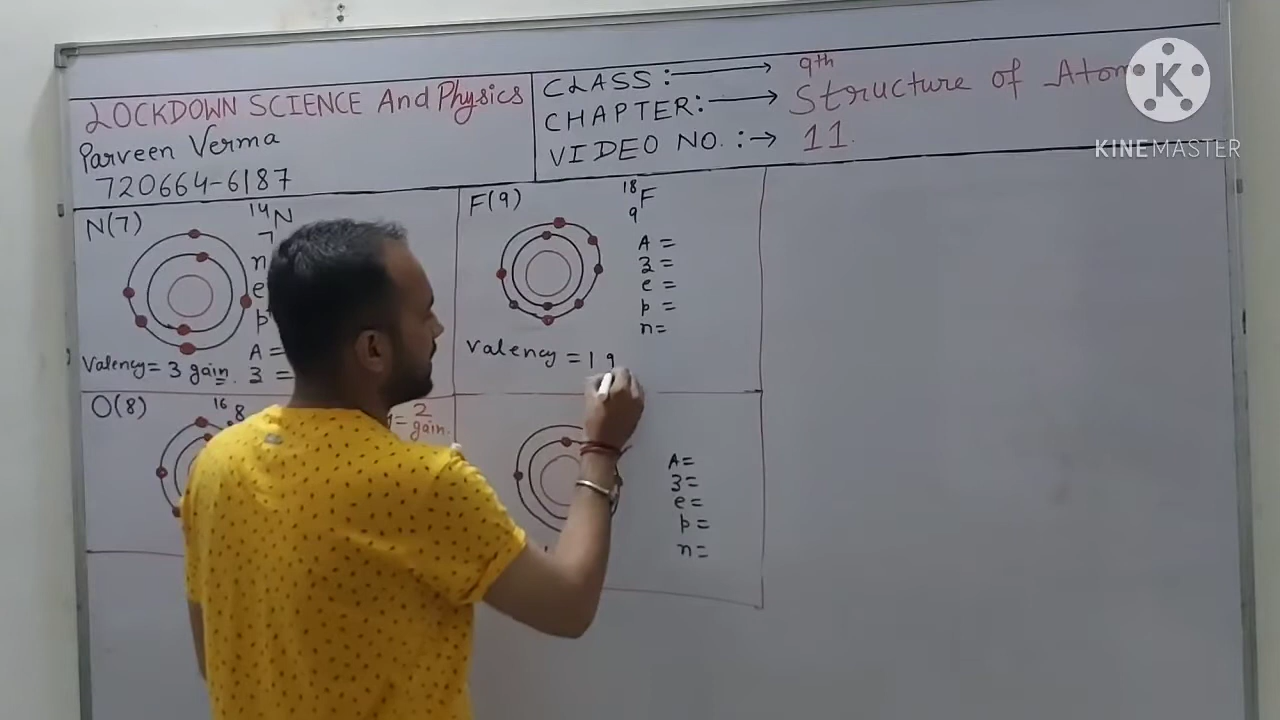 LOCKDOWN SCIENCE And Physics
Parveen Verma
720664-6187
CLASS : 9th
CHAPTER: Structure of Atom
VIDEO NO. : 11.
K
KINEMASTER
N(7)
14 N
7
n
e
p
A =
3 =
Valency = 3 gain.
F(9)
18 F
9
A =
3 =
e =
p =
n =
Valency = 1 g
O(8)
16 8
= 2
gain.
A =
3 =
e =
p =
n =